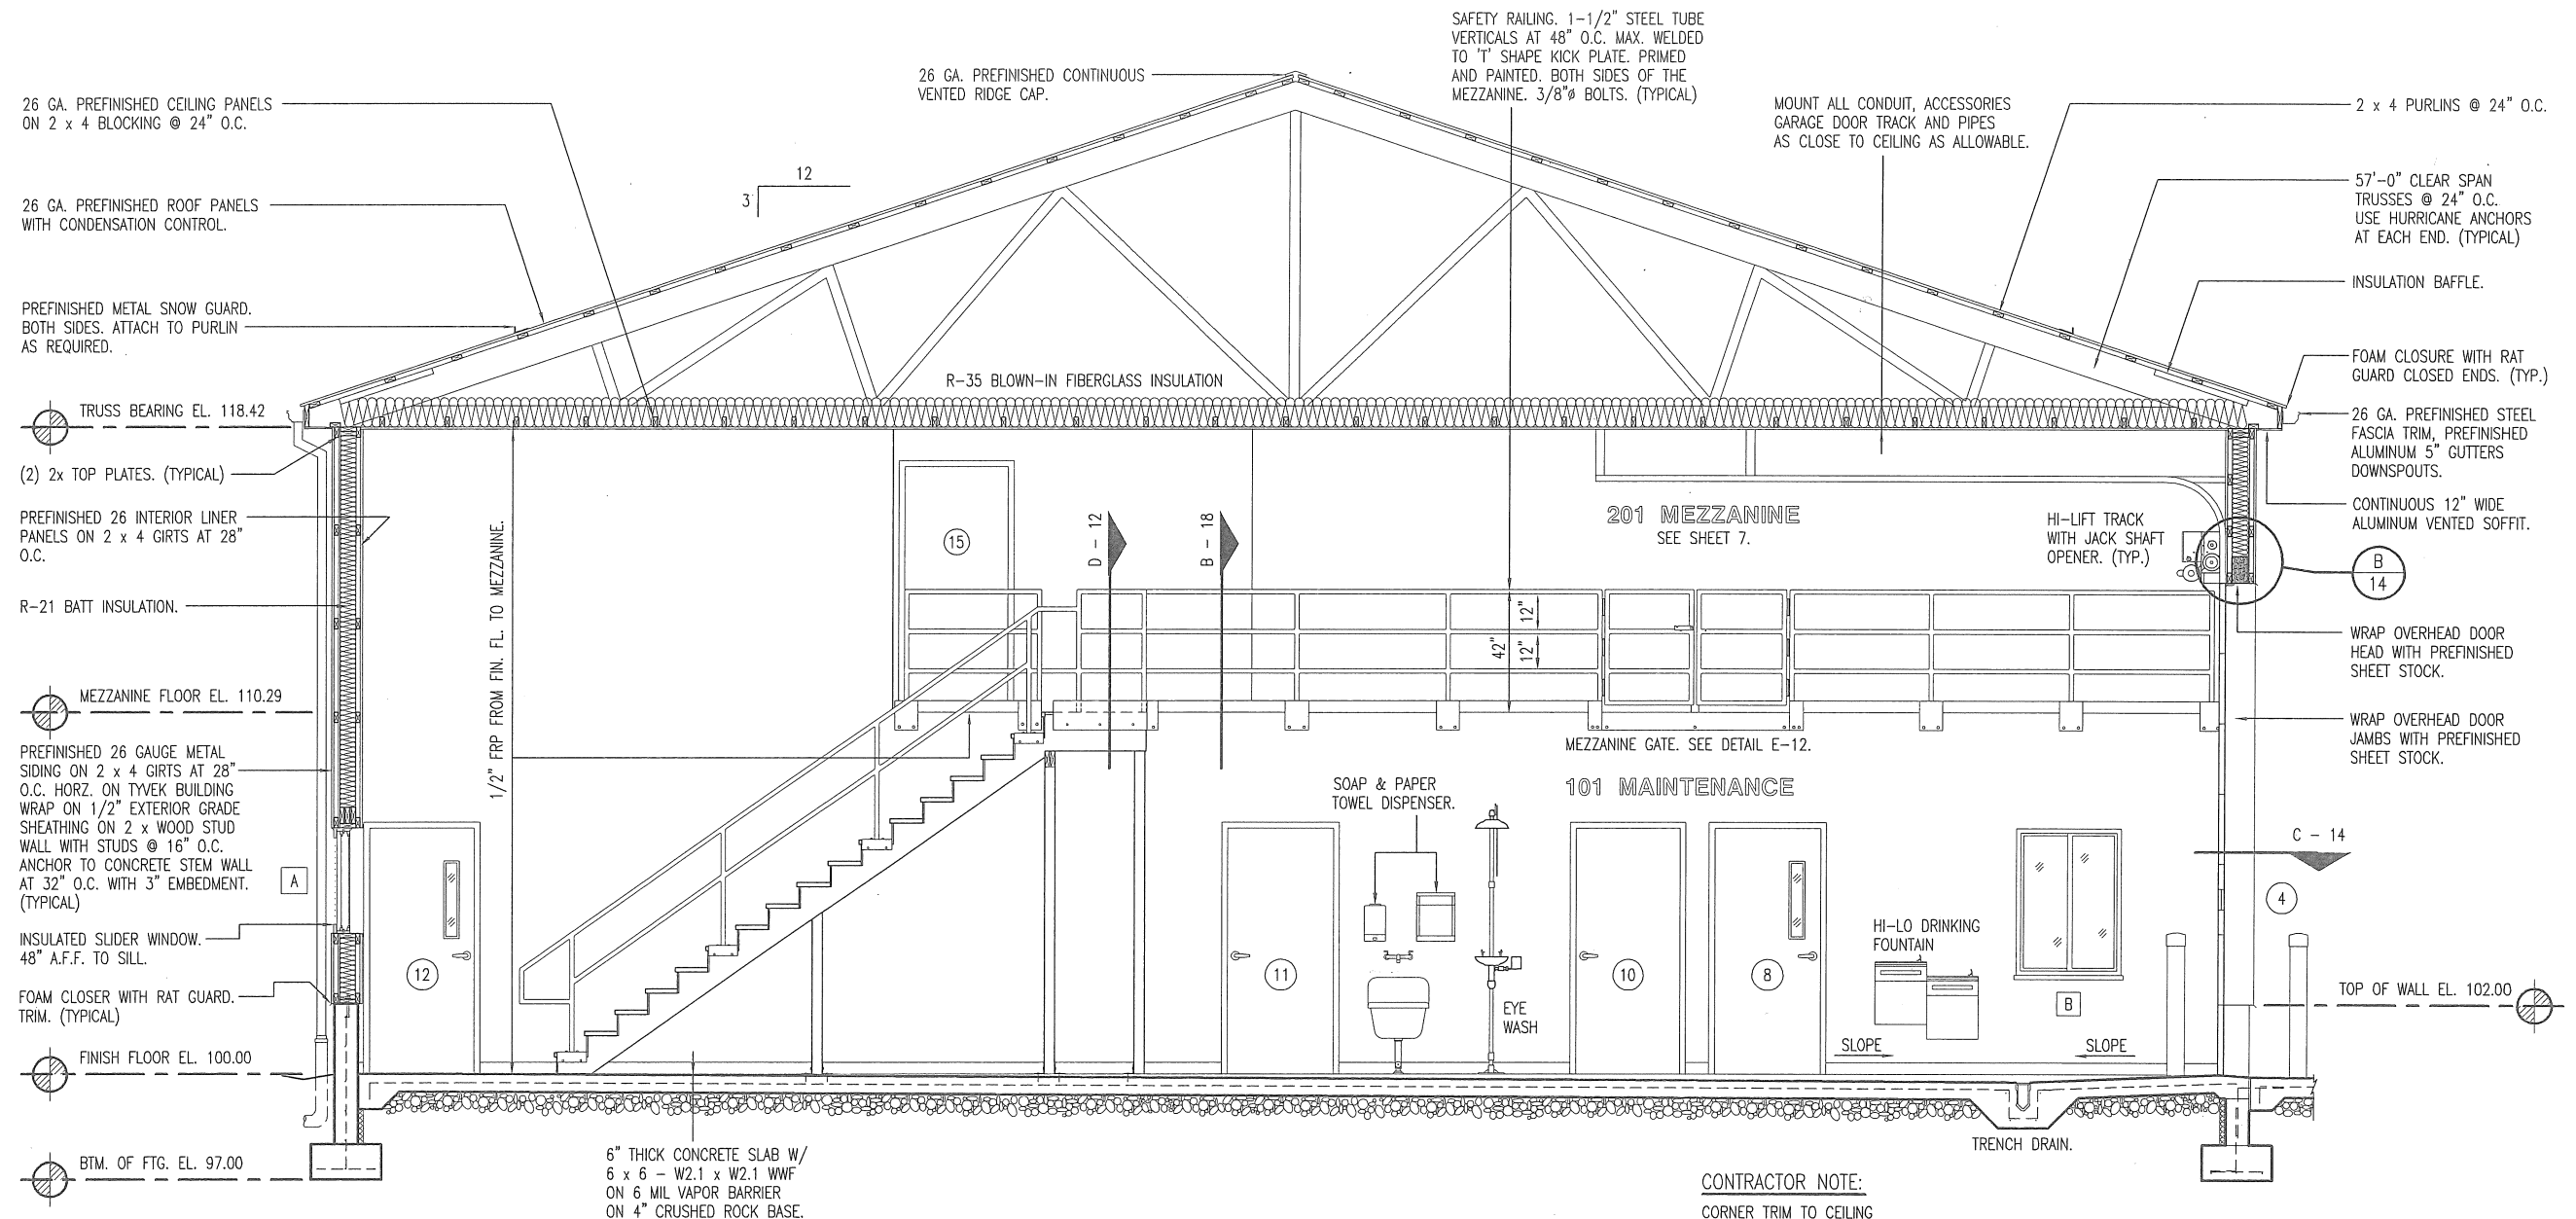 SAFETY RAILING. 1-1/2" STEEL TUBE
VERTICALS AT 48" O.C. MAX. WELDED
TO 'T' SHAPE KICK PLATE. PRIMED
AND PAINTED. BOTH SIDES OF THE
MEZZANINE. 3/8"ø BOLTS. (TYPICAL)
26 GA. PREFINISHED CONTINUOUS
VENTED RIDGE CAP.
26 GA. PREFINISHED CEILING PANELS
ON 2 x 4 BLOCKING @ 24" O.C.
MOUNT ALL CONDUIT, ACCESSORIES
GARAGE DOOR TRACK AND PIPES
AS CLOSE TO CEILING AS ALLOWABLE.
2 x 4 PURLINS @ 24" O.C.
12
3
57'-0" CLEAR SPAN
TRUSSES @ 24" O.C.
USE HURRICANE ANCHORS
AT EACH END. (TYPICAL)
26 GA. PREFINISHED ROOF PANELS
WITH CONDENSATION CONTROL.
INSULATION BAFFLE.
PREFINISHED METAL SNOW GUARD.
BOTH SIDES. ATTACH TO PURLIN
AS REQUIRED.
FOAM CLOSURE WITH RAT
GUARD CLOSED ENDS. (TYP.)
R-35 BLOWN-IN FIBERGLASS INSULATION
TRUSS BEARING EL. 118.42
26 GA. PREFINISHED STEEL
FASCIA TRIM, PREFINISHED
ALUMINUM 5" GUTTERS
DOWNSPOUTS.
(2) 2x TOP PLATES. (TYPICAL)
CONTINUOUS 12" WIDE
ALUMINUM VENTED SOFFIT.
PREFINISHED 26 INTERIOR LINER
PANELS ON 2 x 4 GIRTS AT 28"
O.C.
1/2" FRP FROM FIN. FL. TO MEZZANINE.
15
D - 12
B - 18
201 MEZZANINE
SEE SHEET 7.
HI-LIFT TRACK
WITH JACK SHAFT
OPENER. (TYP.)
B
14
R-21 BATT INSULATION.
12"
42"
12"
WRAP OVERHEAD DOOR
HEAD WITH PREFINISHED
SHEET STOCK.
MEZZANINE FLOOR EL. 110.29
WRAP OVERHEAD DOOR
JAMBS WITH PREFINISHED
SHEET STOCK.
MEZZANINE GATE. SEE DETAIL E-12.
PREFINISHED 26 GAUGE METAL
SIDING ON 2 x 4 GIRTS AT 28"
O.C. HORZ. ON TYVEK BUILDING
WRAP ON 1/2" EXTERIOR GRADE
SHEATHING ON 2 x WOOD STUD
WALL WITH STUDS @ 16" O.C.
ANCHOR TO CONCRETE STEM WALL
AT 32" O.C. WITH 3" EMBEDMENT.
(TYPICAL)
A
SOAP & PAPER
TOWEL DISPENSER.
101 MAINTENANCE
C - 14
4
INSULATED SLIDER WINDOW.
48" A.F.F. TO SILL.
HI-LO DRINKING
FOUNTAIN
12
11
10
8
FOAM CLOSER WITH RAT GUARD.
TRIM. (TYPICAL)
EYE
WASH
B
TOP OF WALL EL. 102.00
SLOPE
SLOPE
FINISH FLOOR EL. 100.00
TRENCH DRAIN.
BTM. OF FTG. EL. 97.00
6" THICK CONCRETE SLAB W/
6 x 6 - W2.1 x W2.1 WWF
ON 6 MIL VAPOR BARRIER
ON 4" CRUSHED ROCK BASE.
CONTRACTOR NOTE:
CORNER TRIM TO CEILING